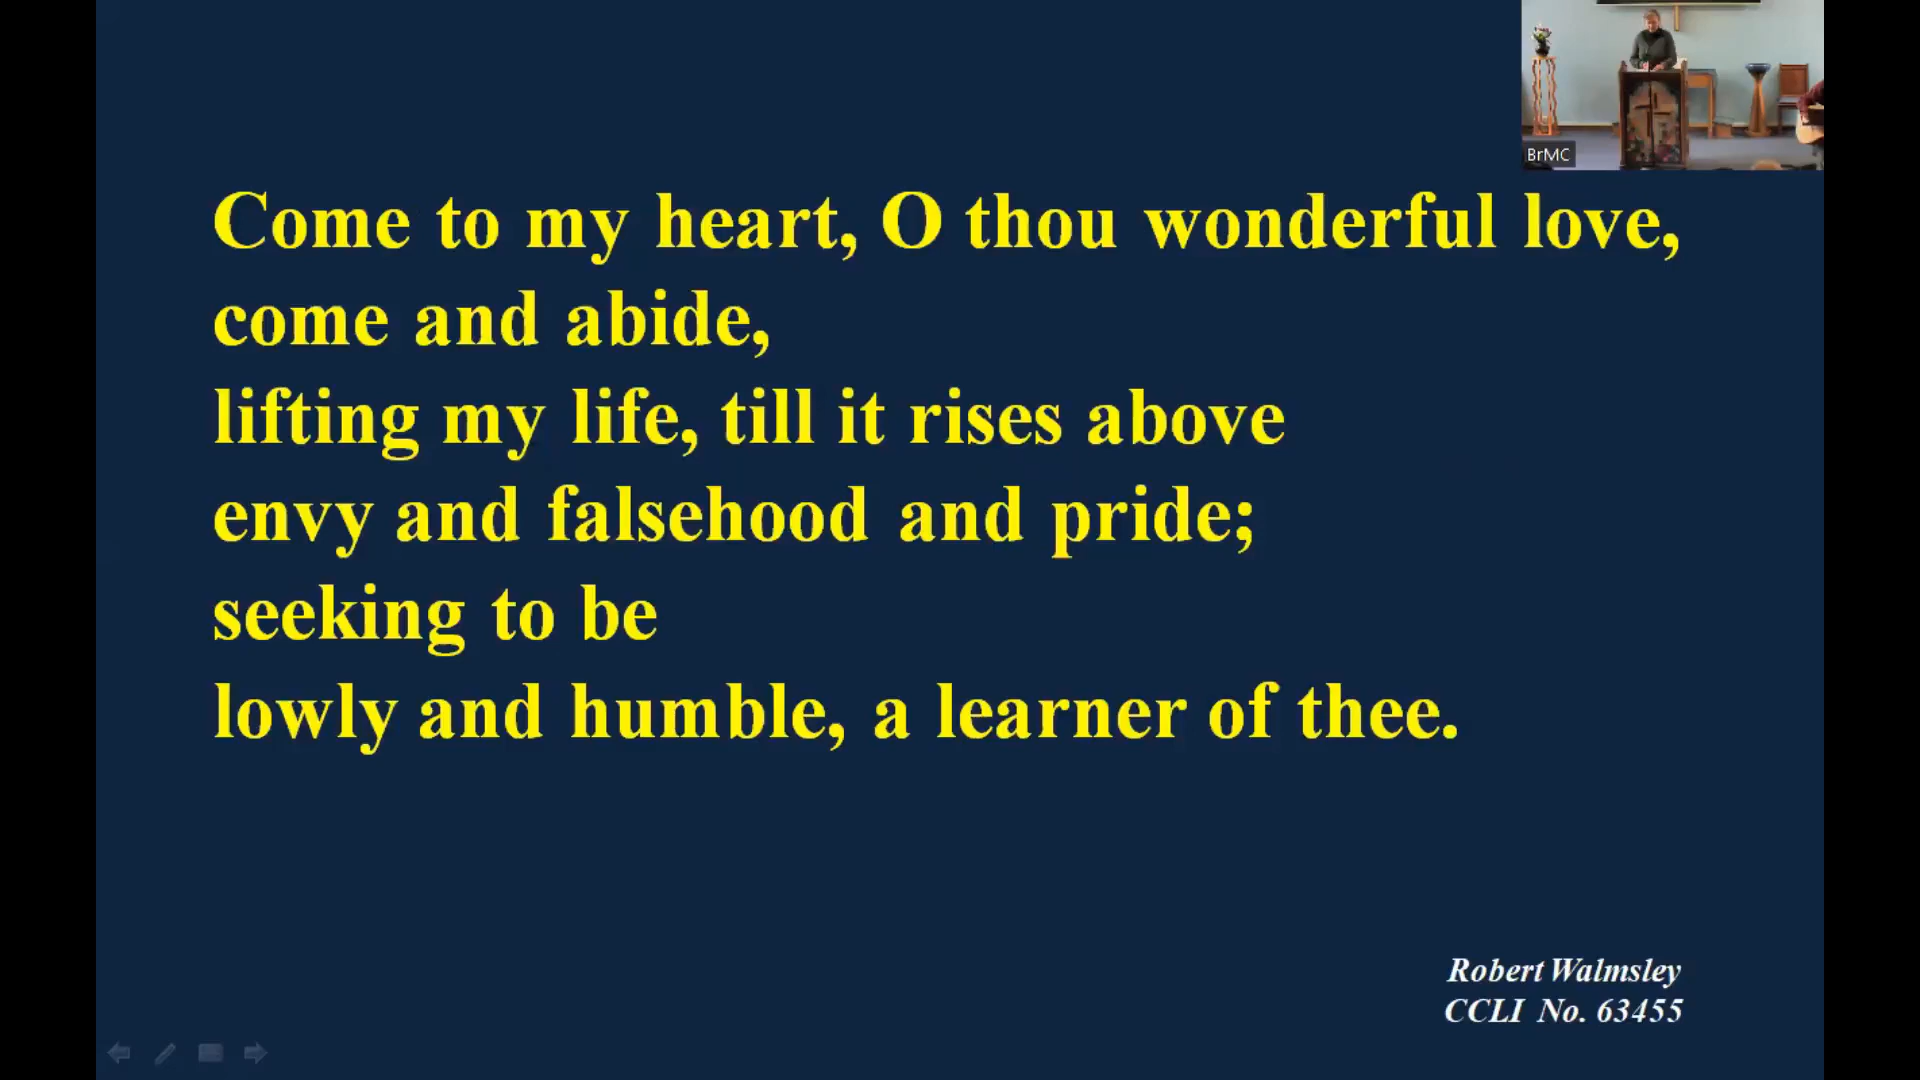 BrMC
Come to my heart, O thou wonderful love,
come and abide,
lifting my life, till it rises above
envy and falsehood and pride;
seeking to be
lowly and humble, a learner of thee.
Robert Walmsley
CCLI No. 63455